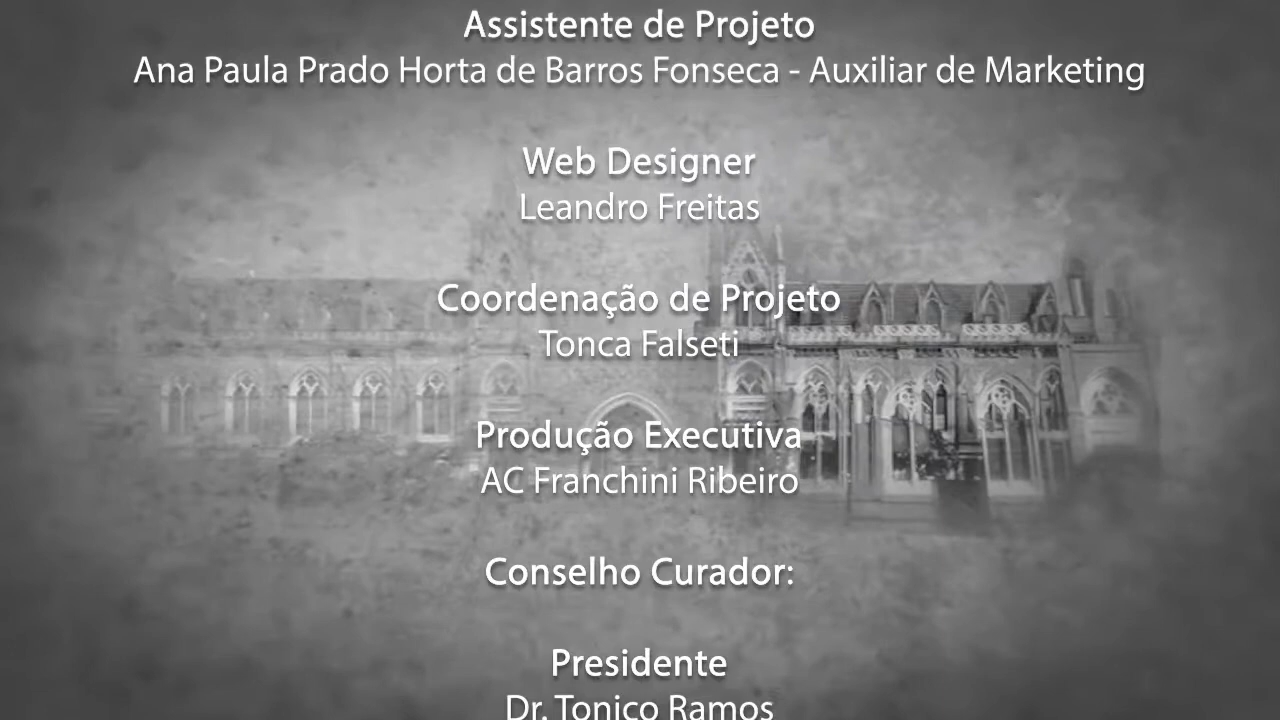 Assistente de Projeto
Ana Paula Prado Horta de Barros Fonseca - Auxiliar de Marketing
Web Designer
Leandro Freitas
Coordenação de Projeto
Tonca Falseti
Produção Executiva
AC Franchini Ribeiro
Conselho Curador:
Presidente
Dr. Tonico Ramos